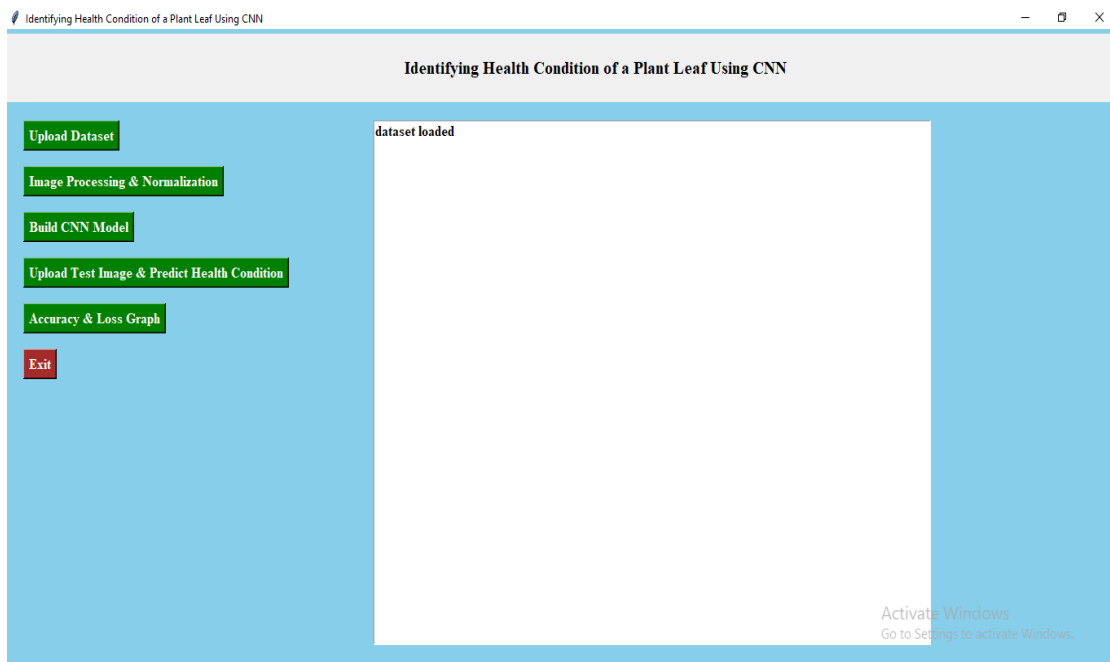 Identifying Health Condition of a Plant Leaf Using CNN
Identifying Health Condition of a Plant Leaf Using CNN
Upload Dataset
dataset loaded
Image Processing & Normalization
Build CNN Model
Upload Test Image & Predict Health Condition
Accuracy & Loss Graph
Exit
Activate Windows
Go to Settings to activate Windows.